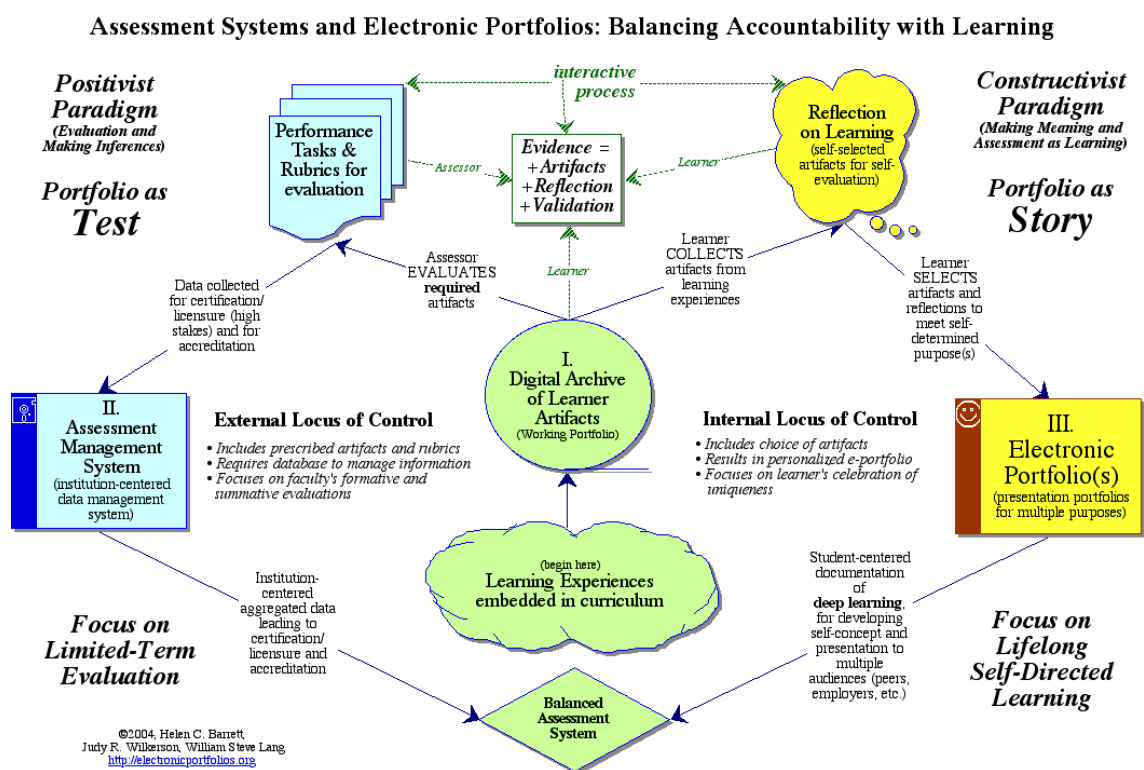 Assessment Systems and Electronic Portfolios: Balancing Accountability with Learning
Positivist
Paradigm
(Evaluation and
Making Inferences)
Portfolio as
Test
Performance
Tasks &
Rubrics for
evaluation
interactive
process
Evidence =
+Artifacts
+Reflection
+Validation
Assessor
Learner
Learner
Reflection
on Learning
(self-selected
artifacts for self-
evaluation)
Constructivist
Paradigm
(Making Meaning and
Assessment as Learning)
Portfolio as
Story
Data collected
for certification/
licensure (high
stakes) and for
accreditation
Assessor
EVALUATES
required
artifacts
Learner
COLLECTS
artifacts from
learning
experiences
Learner
SELECTS
artifacts and
reflections to
meet self-
determined
purpose(s)
I.
Digital Archive
of Learner
Artifacts
(Working Portfolio)
II.
Assessment
Management
System
(institution-centered
data management
system)
External Locus of Control
• Includes prescribed artifacts and rubrics
• Requires database to manage information
• Focuses on faculty's formative and
summative evaluations
Internal Locus of Control
• Includes choice of artifacts
• Results in personalized e-portfolio
• Focuses on learner's celebration of
uniqueness
III.
Electronic
Portfolio(s)
(presentation portfolios
for multiple purposes)
(begin here)
Learning Experiences
embedded in curriculum
Institution-
centered
aggregated data
leading to
certification/
licensure and
accreditation
Student-centered
documentation
of
deep learning,
for developing
self-concept and
presentation to
multiple
audiences (peers,
employers, etc.)
Focus on
Limited-Term
Evaluation
Focus on
Lifelong
Self-Directed
Learning
Balanced
Assessment
System
©2004, Helen C. Barrett,
Judy R. Wilkerson, William Steve Lang
http://electronicportfolios.org